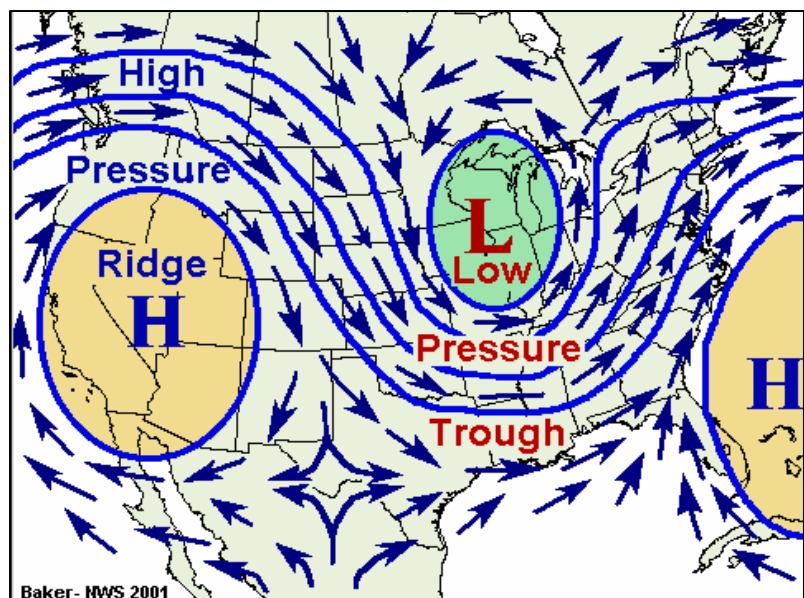 High
Pressure
Ridge
H
L
Low
Pressure
Trough
H
Baker- NWS 2001